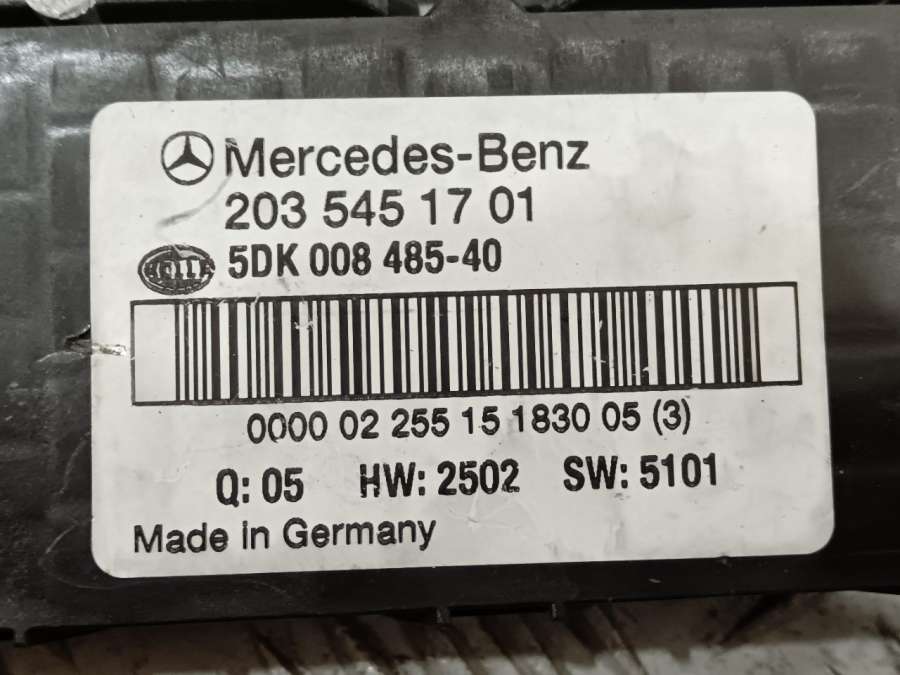 Mercedes-Benz
203 545 17 01
HELLA 5DK 008 485-40
0000 02 255 15 1830 05 (3)
Q: 05 HW: 2502 SW: 5101
Made in Germany